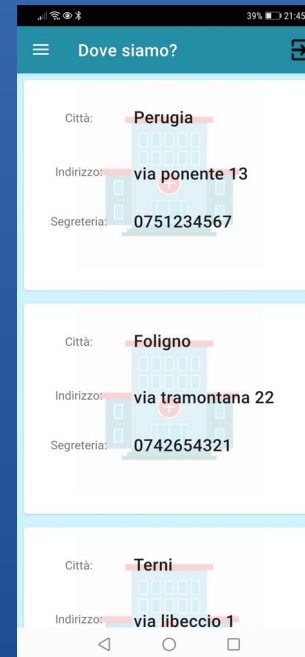 39% 21:45
Dove siamo?
Città: Perugia
Indirizzo: via ponente 13
Segreteria: 0751234567
Città: Foligno
Indirizzo: via tramontana 22
Segreteria: 0742654321
Città: Terni
Indirizzo: via libeccio 1